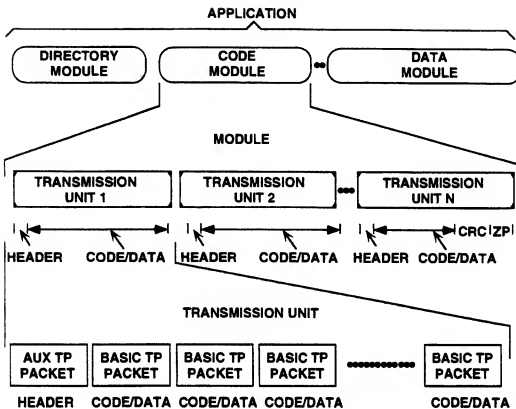 APPLICATION
DIRECTORY MODULE
CODE MODULE
DATA MODULE
MODULE
TRANSMISSION UNIT 1
TRANSMISSION UNIT 2
TRANSMISSION UNIT N
HEADER
CODE/DATA
HEADER
CODE/DATA
HEADER
CODE/DATA
CRC
ZP
TRANSMISSION UNIT
AUX TP PACKET
BASIC TP PACKET
BASIC TP PACKET
BASIC TP PACKET
BASIC TP PACKET
HEADER
CODE/DATA
CODE/DATA
CODE/DATA
CODE/DATA